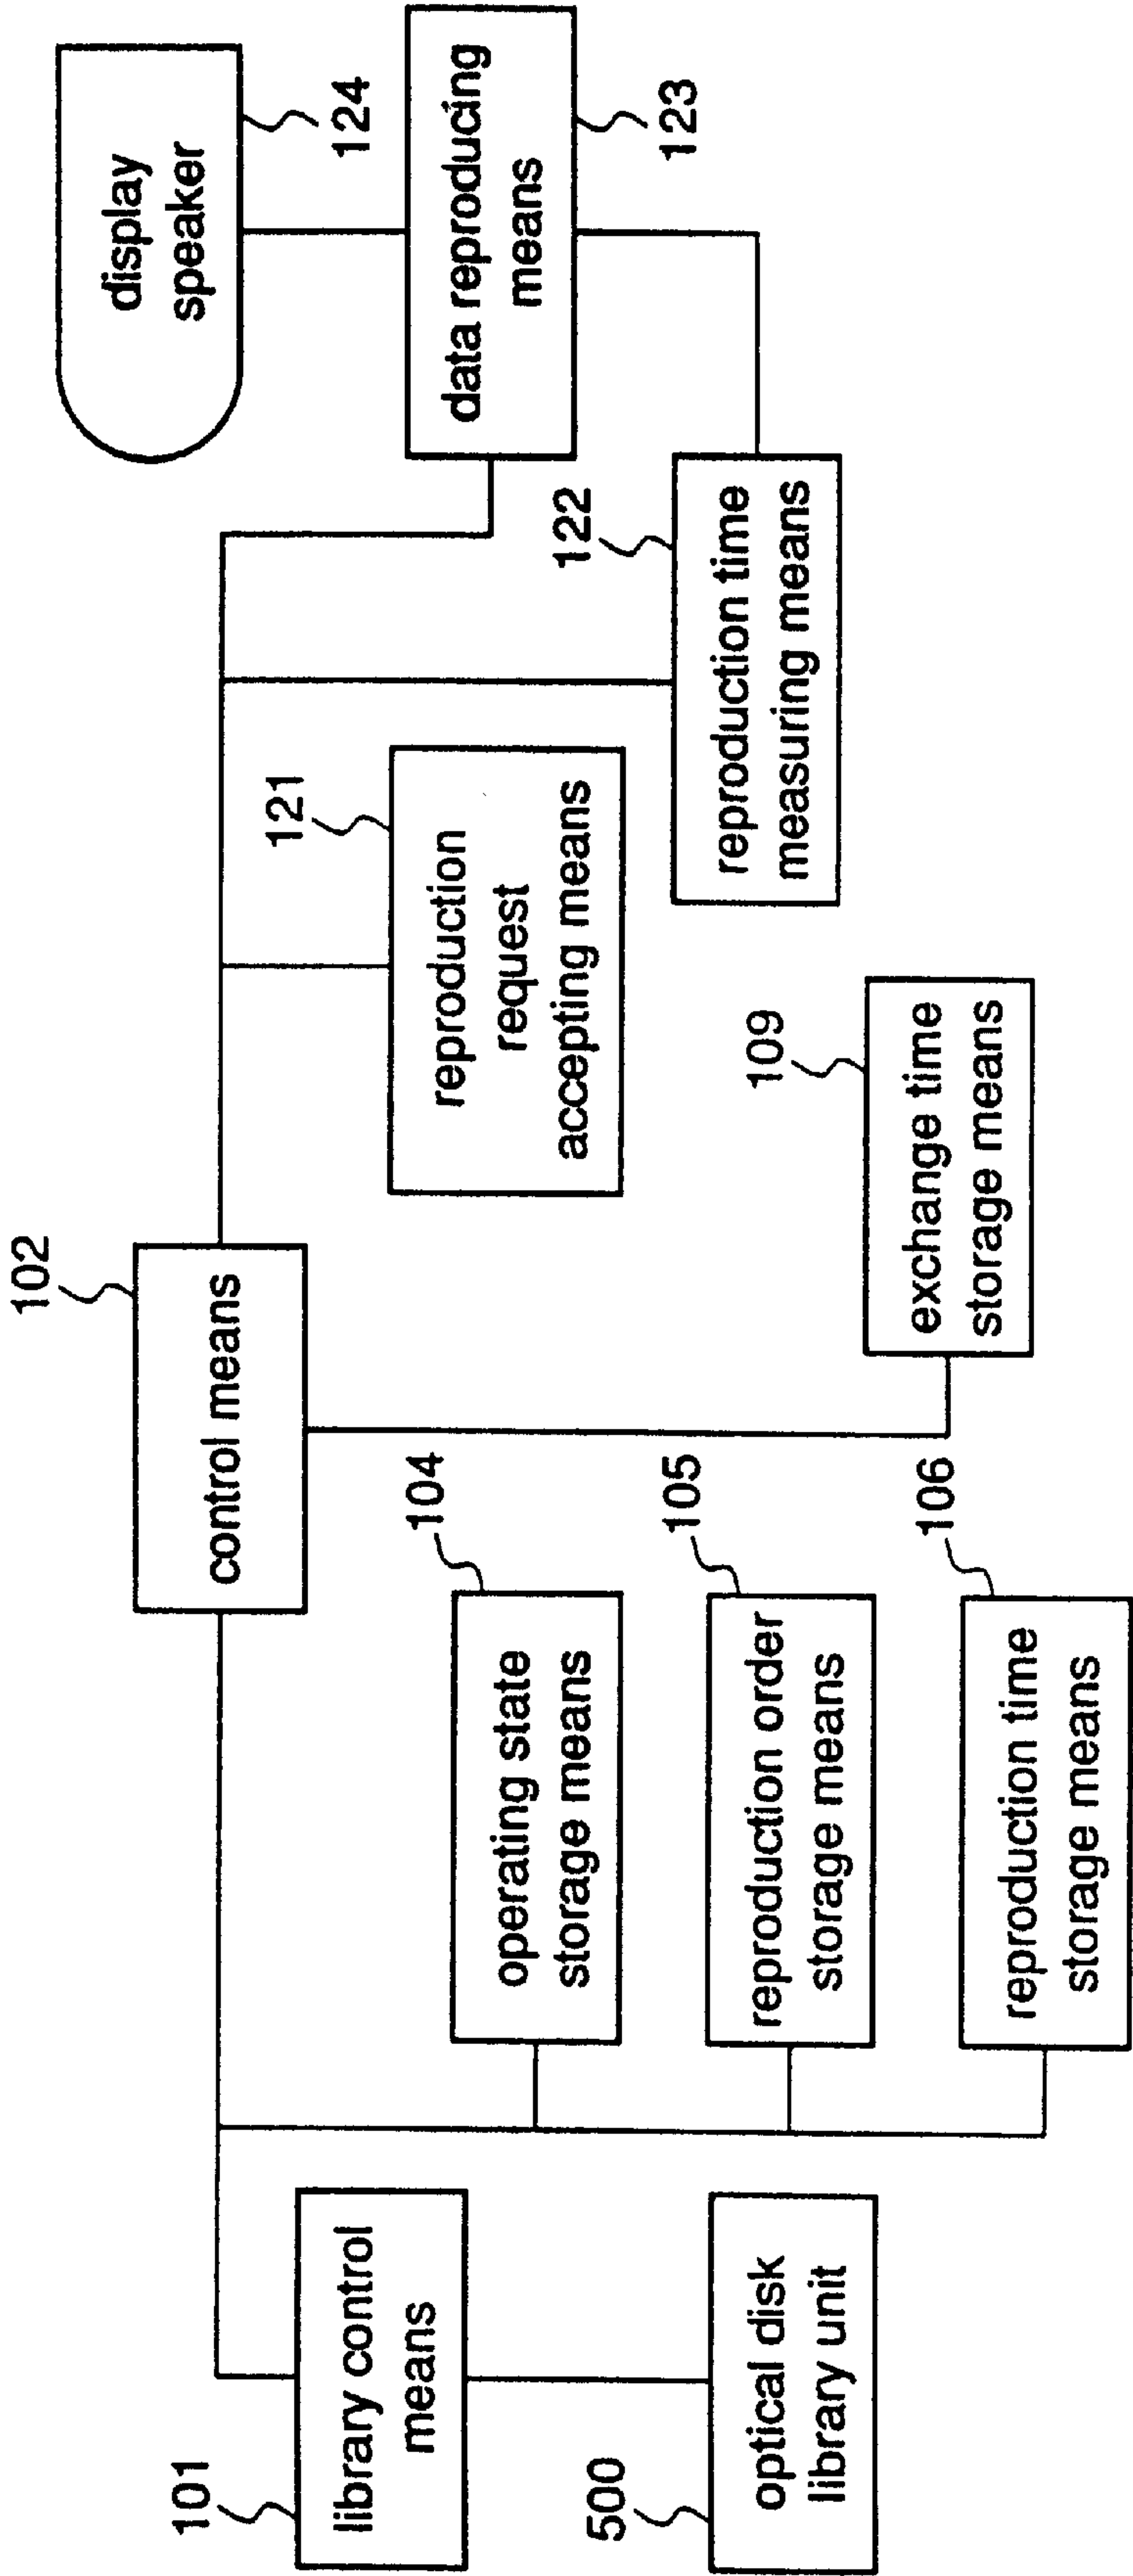 102
control means
101
library control
means
500
optical disk
library unit
104
operating state
storage means
105
reproduction order
storage means
106
reproduction time
storage means
109
exchange time
storage means
121
reproduction
request
accepting means
122
reproduction time
measuring means
data reproducing
means
123
display
speaker
124